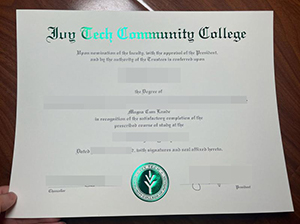 Ivy Tech Community College
Upon nomination of the faculty, with the approval of the President,
and by the authority of the Trustees is conferred upon
the Degree of
Magna Cum Laude
in recognition of the satisfactory completion of the
prescribed course of study at the
Dated
, with signatures and seal affixed hereto.
IVY TECH
Chancellor
President